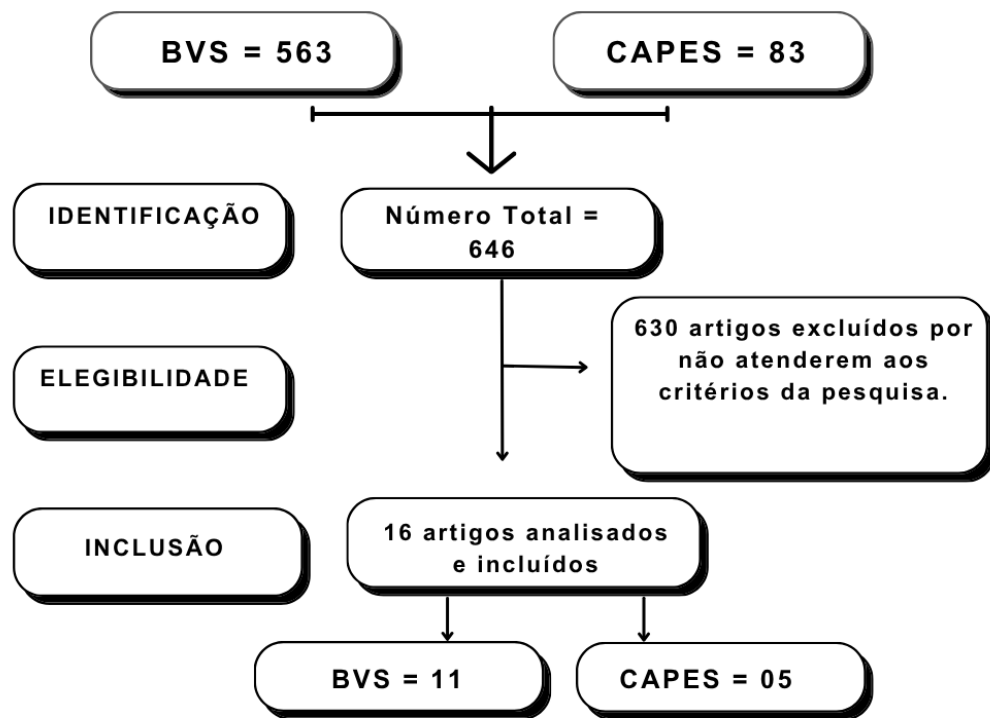 BVS = 563
CAPES = 83
IDENTIFICAÇÃO
Número Total =
646
630 artigos excluídos por
não atenderem aos
critérios da pesquisa.
ELEGIBILIDADE
INCLUSÃO
16 artigos analisados
e incluídos
BVS = 11
CAPES = 05